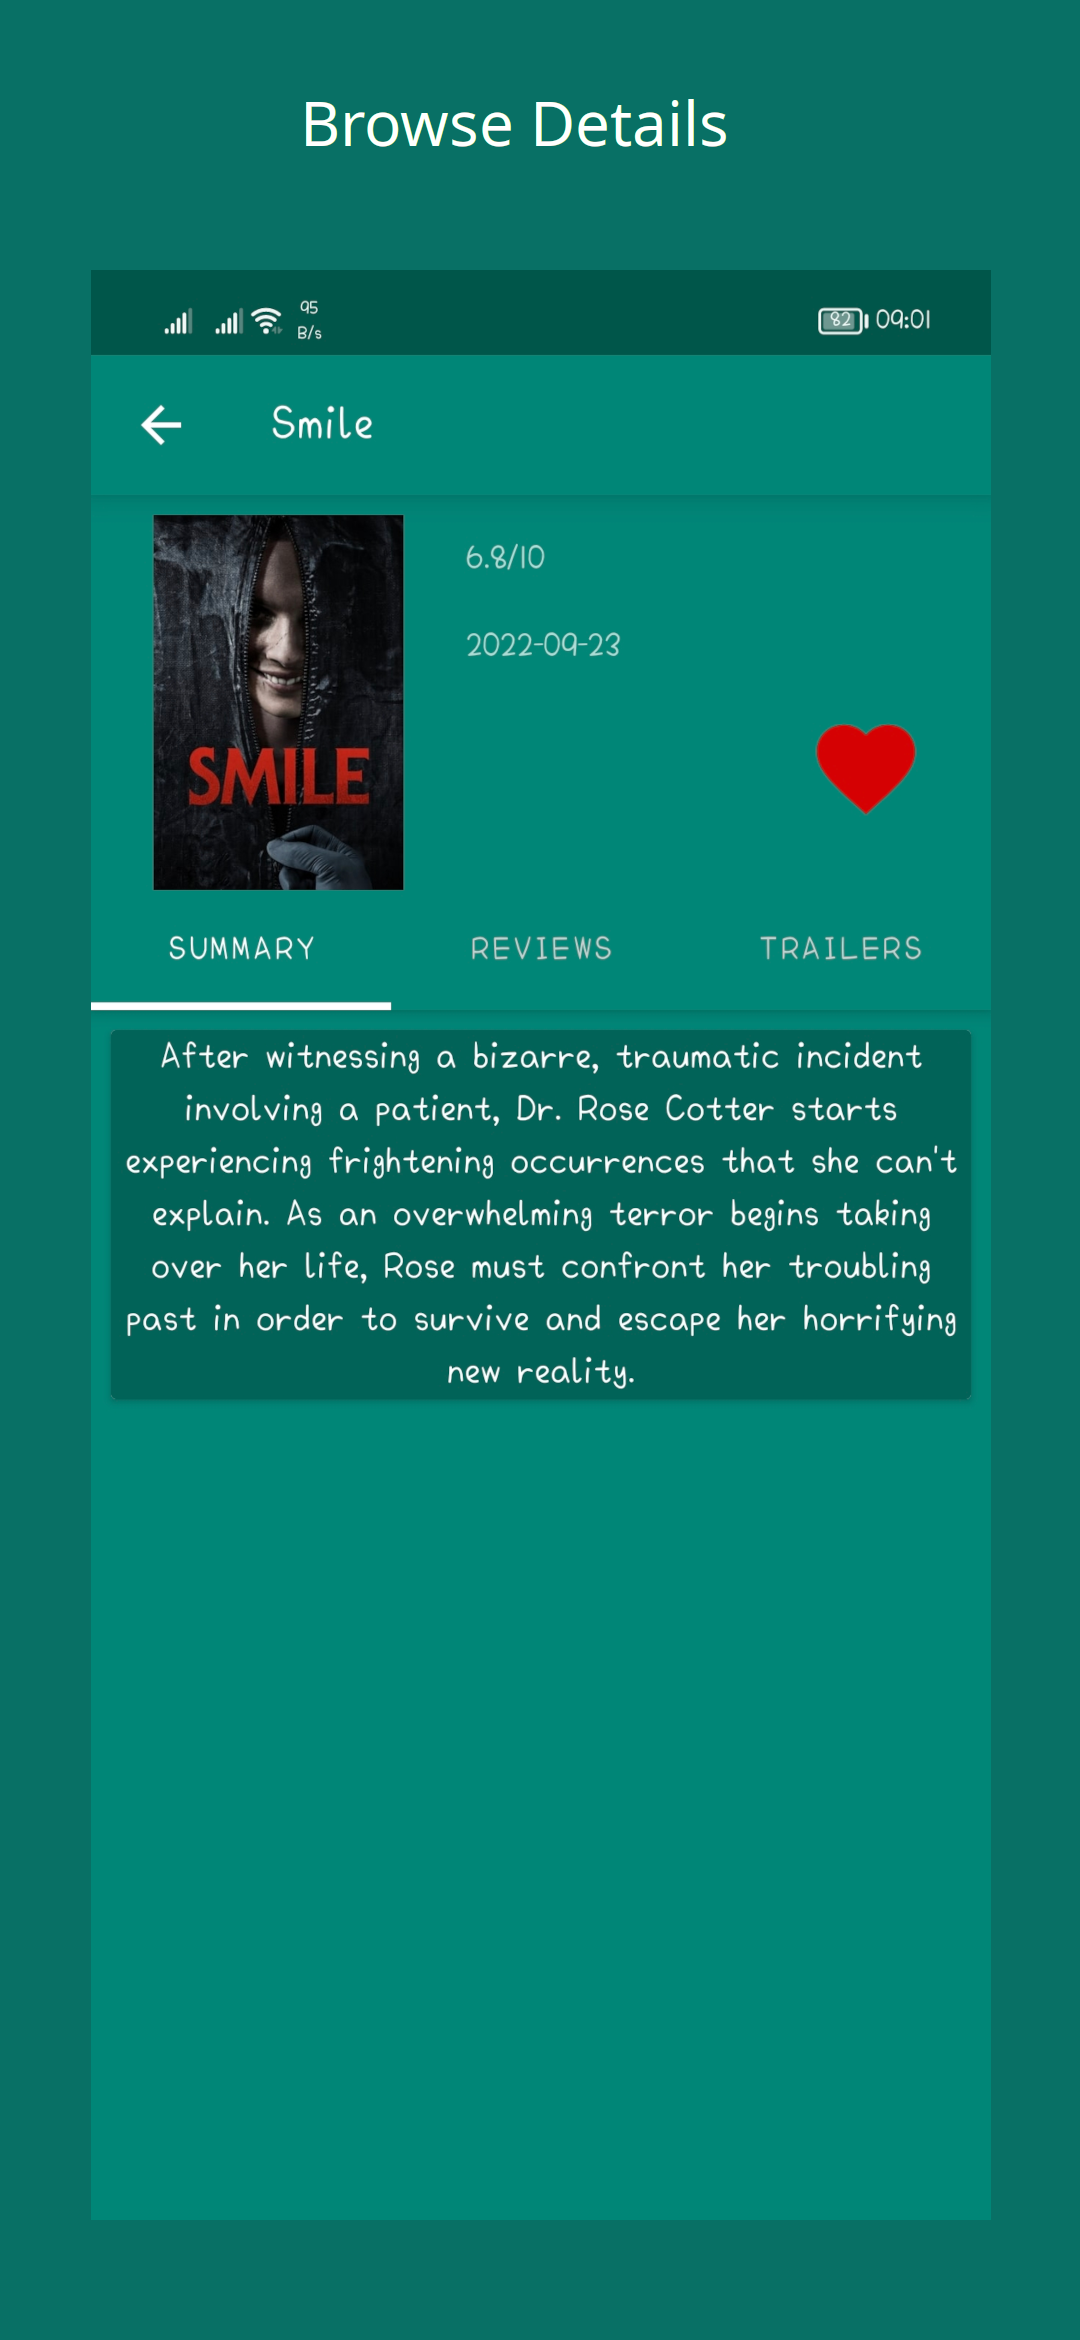 Browse Details
95
B/s
82
09:01
Smile
6.8/10
2022-09-23
SMILE
SUMMARY
REVIEWS
TRAILERS
After witnessing a bizarre, traumatic incident
involving a patient, Dr. Rose Cotter starts
experiencing frightening occurrences that she can't
explain. As an overwhelming terror begins taking
over her life, Rose must confront her troubling
past in order to survive and escape her horrifying
new reality.